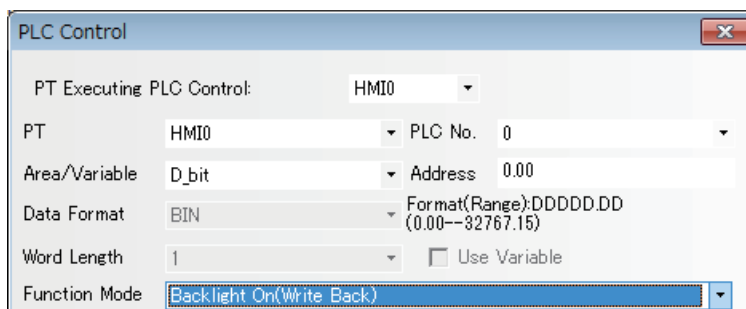 PLC Control
PT Executing PLC Control: HMI0
PT HMI0 PLC No. 0
Area/Variable D_bit Address 0.00
Data Format BIN Format(Range):DDDDD.DD
(0.00--32767.15)
Word Length 1 Use Variable
Function Mode Backlight On(Write Back)